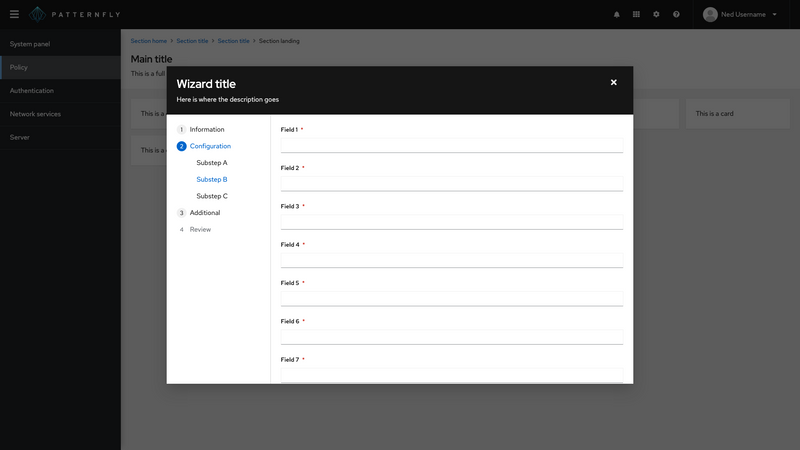 PATTERNFLY
Ned Username
System panel
Policy
Authentication
Network services
Server
Section home > Section title > Section title > Section landing
Main title
This is a full
This is a
This is a card
This is a
Wizard title
Here is where the description goes
1 Information
2 Configuration
Substep A
Substep B
Substep C
3 Additional
4 Review
Field 1 *
Field 2 *
Field 3 *
Field 4 *
Field 5 *
Field 6 *
Field 7 *